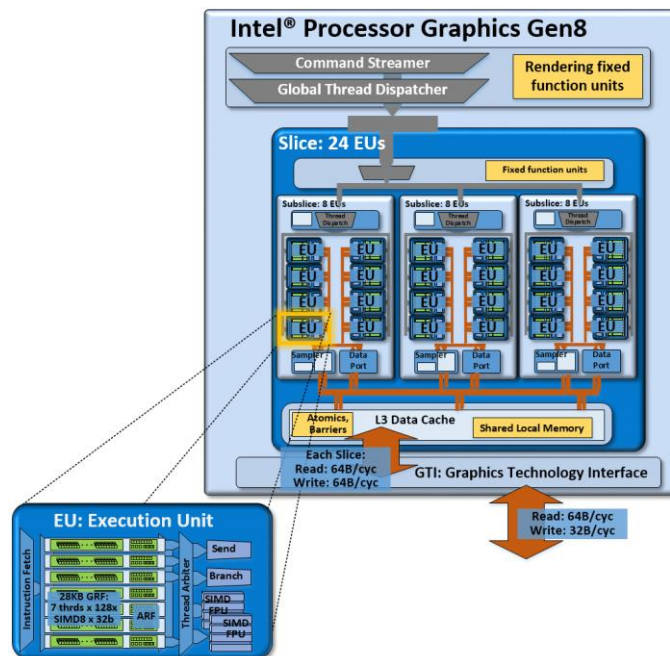 Intel® Processor Graphics Gen8
Command Streamer
Global Thread Dispatcher
Rendering fixed
function units
Slice: 24 EUs
Fixed function units
Subslice: 8 EUs
Thread
Dispatch
EU
EU
EU
EU
EU
EU
EU
EU
Sampler
Data
Port
Subslice: 8 EUs
Thread
Dispatch
EU
EU
EU
EU
EU
EU
EU
EU
Sampler
Data
Port
Subslice: 8 EUs
Thread
Dispatch
EU
EU
EU
EU
EU
EU
EU
EU
Sampler
Data
Port
Atomics,
Barriers
L3 Data Cache
Shared Local Memory
Each Slice:
Read: 64B/cyc
Write: 64B/cyc
GTI: Graphics Technology Interface
Read: 64B/cyc
Write: 32B/cyc
EU: Execution Unit
Instruction Fetch
28KB GRF:
7 thrds x 128x
SIMD8 x 32b
ARF
Thread Arbiter
Send
Branch
SIMD
FPU
SIMD
FPU